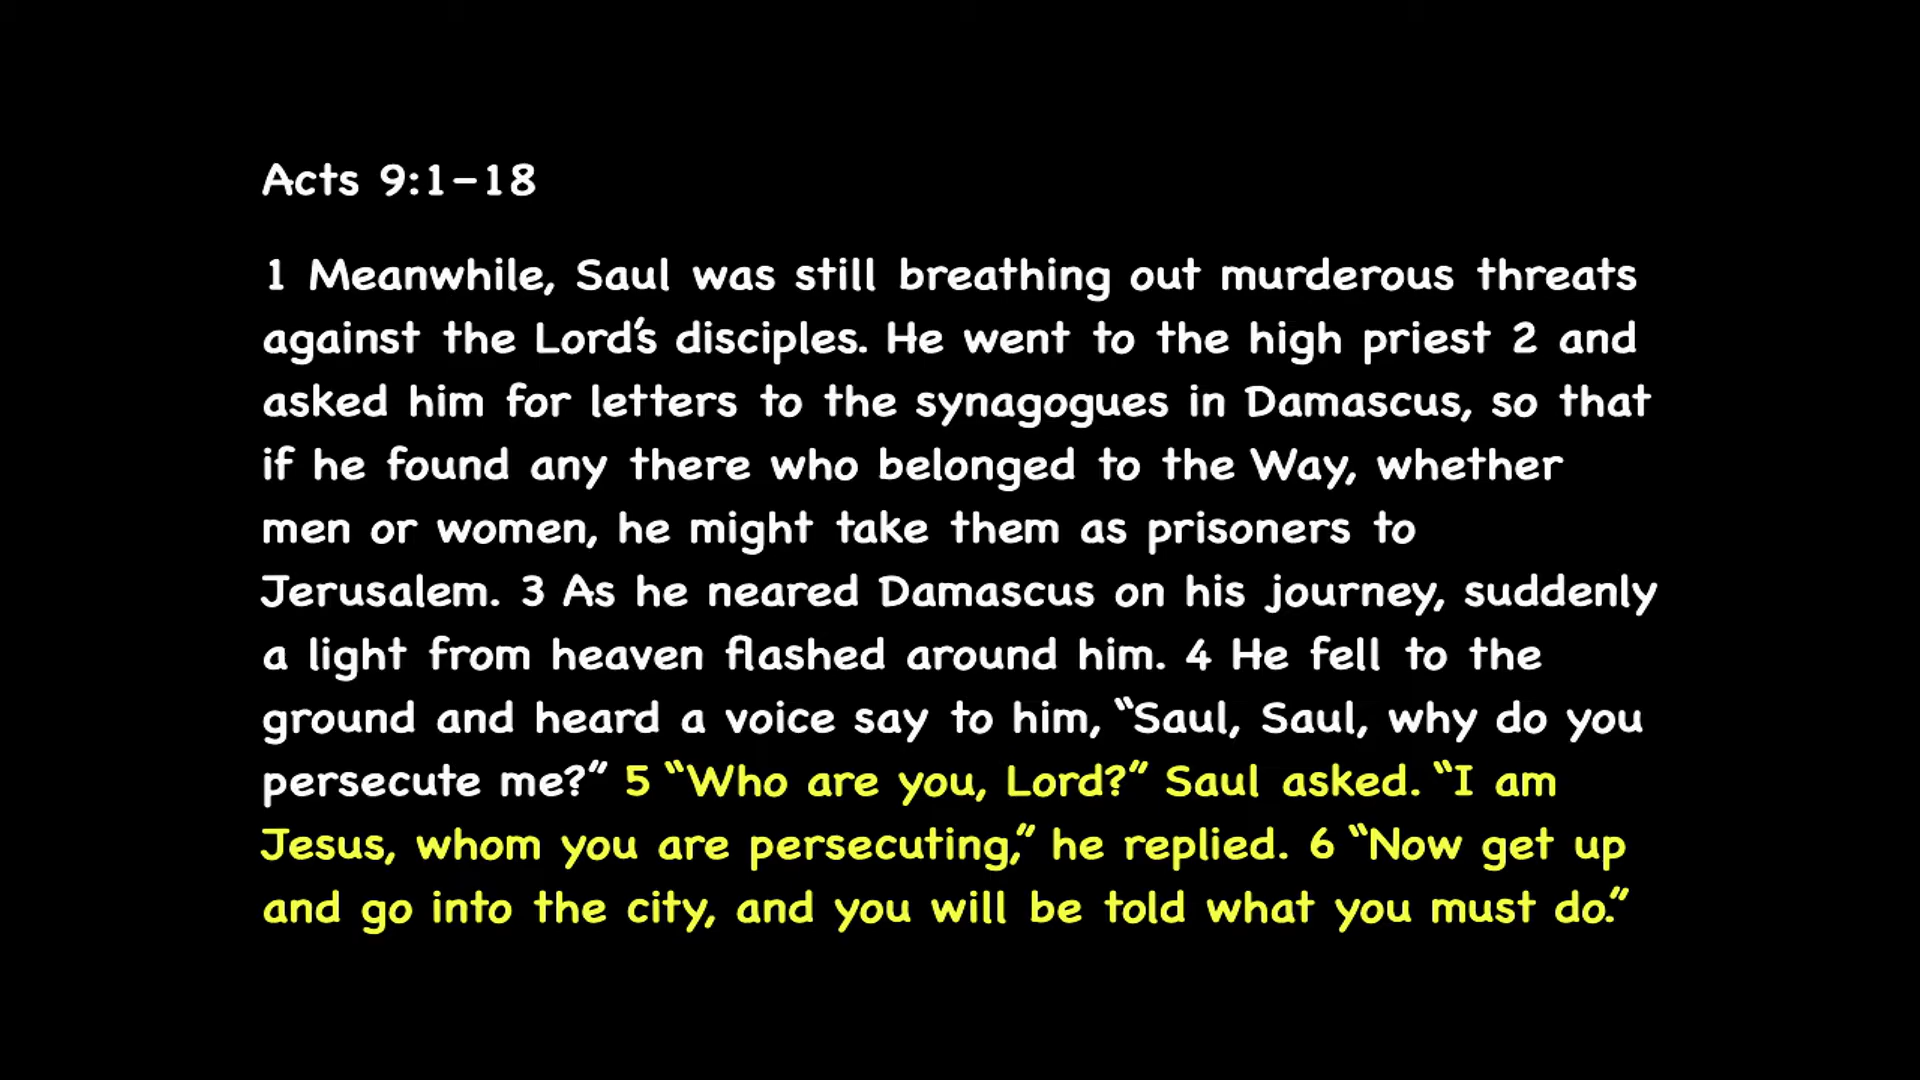 Acts 9:1–18
1 Meanwhile, Saul was still breathing out murderous threats
against the Lord’s disciples. He went to the high priest 2 and
asked him for letters to the synagogues in Damascus, so that
if he found any there who belonged to the Way, whether
men or women, he might take them as prisoners to
Jerusalem. 3 As he neared Damascus on his journey, suddenly
a light from heaven flashed around him. 4 He fell to the
ground and heard a voice say to him, “Saul, Saul, why do you
persecute me?” 5 “Who are you, Lord?” Saul asked. “I am
Jesus, whom you are persecuting,” he replied. 6 “Now get up
and go into the city, and you will be told what you must do.”